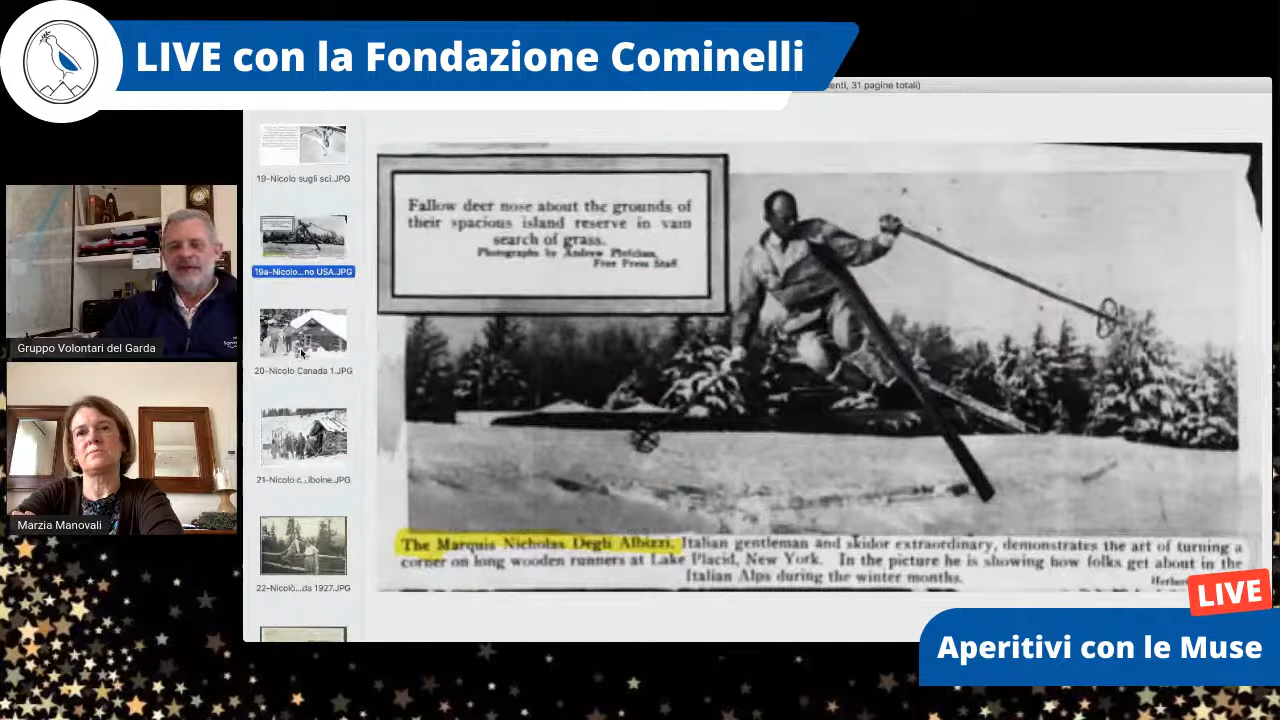 LIVE con la Fondazione Cominelli
enti, 31 pagine totali)
19-Nicolo sugli sci.JPG
19a-Nicolo...no USA.JPG
20-Nicolo Canada 1.JPG
21-Nicolo c...lboine.JPG
22-Nicolò...da 1927.JPG
Fallow deer nose about the grounds of
their spacious island reserve in vain
search of grass.
Photographs by Andrew
Free Press Staff.
The Marquis Nicholas Degli Albizzi, Italian gentleman and skidor extraordinary, demonstrates the art of turning a
corner on long wooden runners at Lake Placid, New York. In the picture he is showing how folks get about in the
Italian Alps during the winter months.
Gruppo Volontari del Garda
Marzia Manovali
LIVE
Aperitivi con le Muse